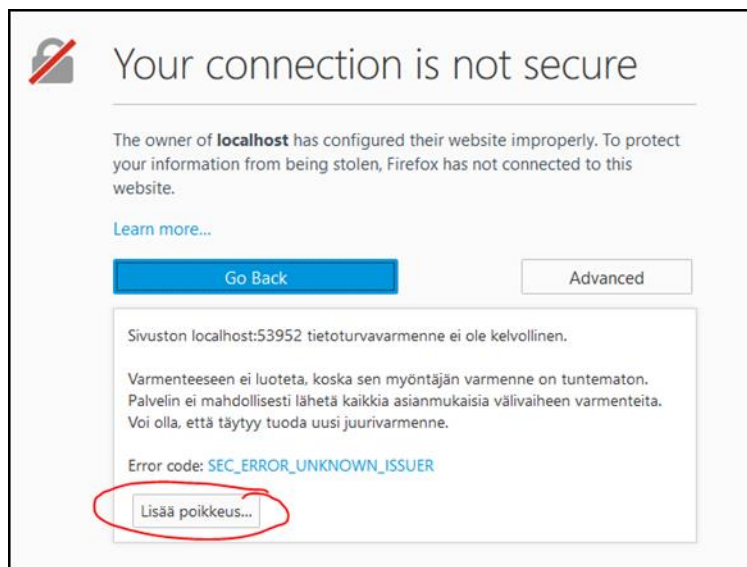 Your connection is not secure
The owner of localhost has configured their website improperly. To protect
your information from being stolen, Firefox has not connected to this
website.
Learn more...
Go Back
Advanced
Sivuston localhost:53952 tietoturvavarmenne ei ole kelvollinen.
Varmenteeseen ei luoteta, koska sen myöntäjän varmenne on tuntematon.
Palvelin ei mahdollisesti lähetä kaikkia asianmukaisia välivaiheen varmenteita.
Voi olla, että täytyy tuoda uusi juurivarmenne.
Error code: SEC_ERROR_UNKNOWN_ISSUER
Lisää poikkeus...